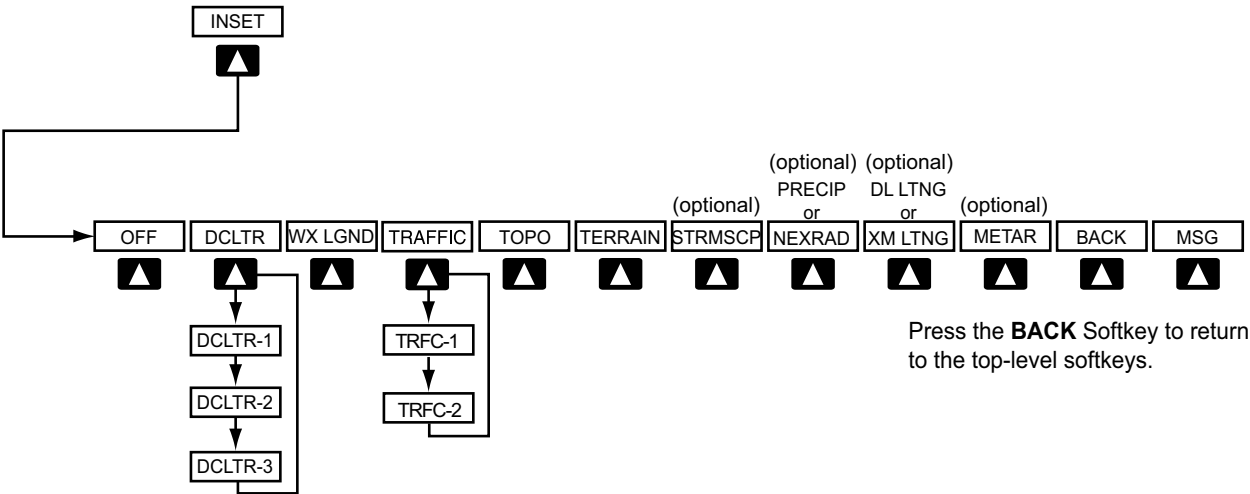 INSET
(optional) (optional)
PRECIP DL LTNG
(optional) or or (optional)
OFF DCLTR WX LGND TRAFFIC TOPO TERRAIN STRMSCP NEXRAD XM LTNG METAR BACK MSG
DCLTR-1 TRFC-1
DCLTR-2 TRFC-2
DCLTR-3
Press the BACK Softkey to return
to the top-level softkeys.